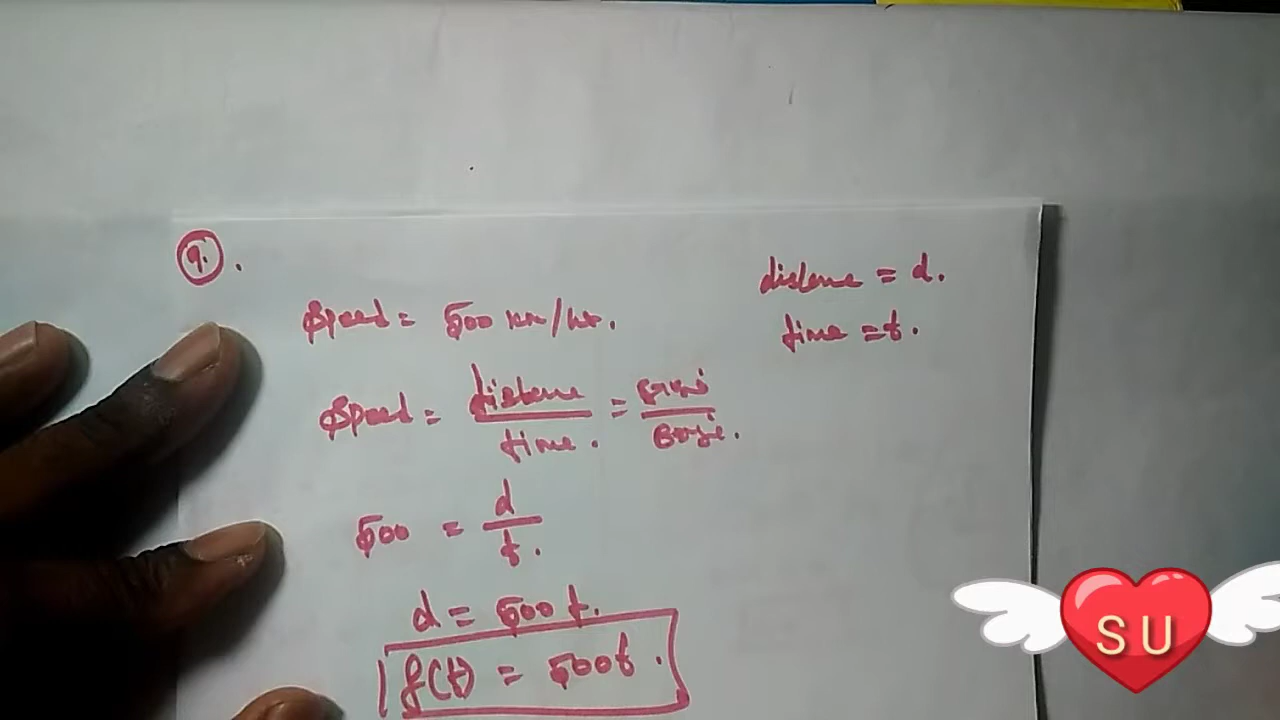 9.
Speed = 500 km/hr.
distance = d.
time = t.
Speed = distance / time. =
500 = d / t.
d = 500 t.
f(t) = 500t.
SU